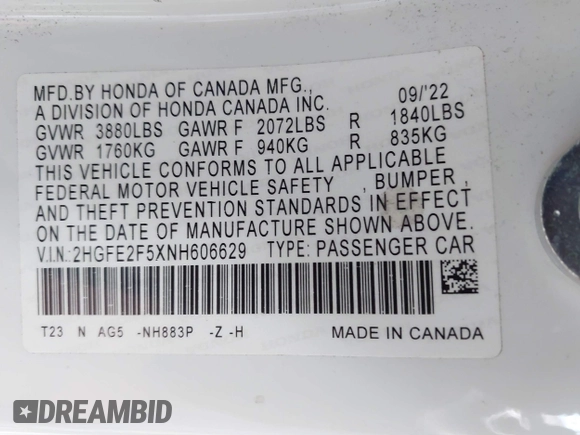 MFD.BY HONDA OF CANADA MFG., 09/'22
A DIVISION OF HONDA CANADA INC.
GVWR 3880LBS GAWR F 2072LBS R 1840LBS
GVWR 1760KG GAWR F 940KG R 835KG
THIS VEHICLE CONFORMS TO ALL APPLICABLE
FEDERAL MOTOR VEHICLE SAFETY , BUMPER ,
AND THEFT PREVENTION STANDARDS IN EFFECT
ON THE DATE OF MANUFACTURE SHOWN ABOVE.
V.I.N.: 2HGFE2F5XNH606629 TYPE: PASSENGER CAR
T23 N AG5 -NH883P -Z -H MADE IN CANADA
DREAMBID